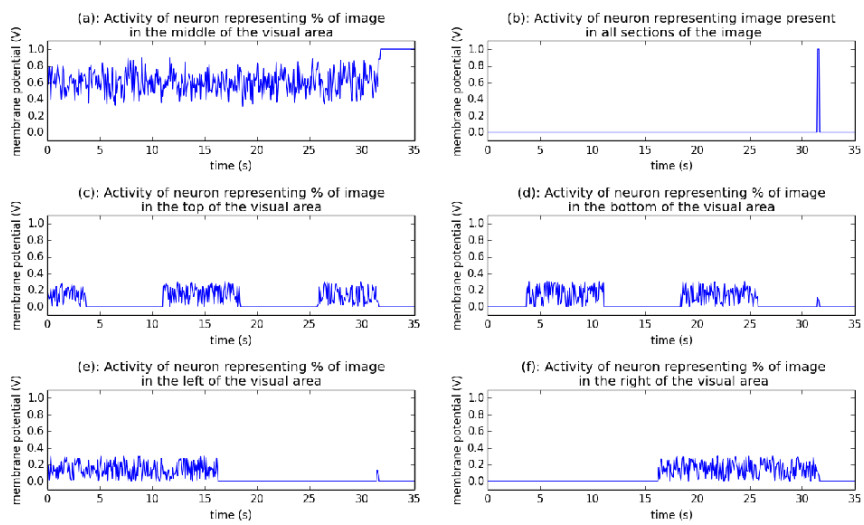 (a): Activity of neuron representing % of image
in the middle of the visual area
membrane potential (V)
1.0
0.8
0.6
0.4
0.2
0.0
0 5 10 15 20 25 30 35
time (s)
(b): Activity of neuron representing image present
in all sections of the image
membrane potential (V)
1.0
0.8
0.6
0.4
0.2
0.0
0 5 10 15 20 25 30 35
time (s)
(c): Activity of neuron representing % of image
in the top of the visual area
membrane potential (V)
1.0
0.8
0.6
0.4
0.2
0.0
0 5 10 15 20 25 30 35
time (s)
(d): Activity of neuron representing % of image
in the bottom of the visual area
membrane potential (V)
1.0
0.8
0.6
0.4
0.2
0.0
0 5 10 15 20 25 30 35
time (s)
(e): Activity of neuron representing % of image
in the left of the visual area
membrane potential (V)
1.0
0.8
0.6
0.4
0.2
0.0
0 5 10 15 20 25 30 35
time (s)
(f): Activity of neuron representing % of image
in the right of the visual area
membrane potential (V)
1.0
0.8
0.6
0.4
0.2
0.0
0 5 10 15 20 25 30 35
time (s)